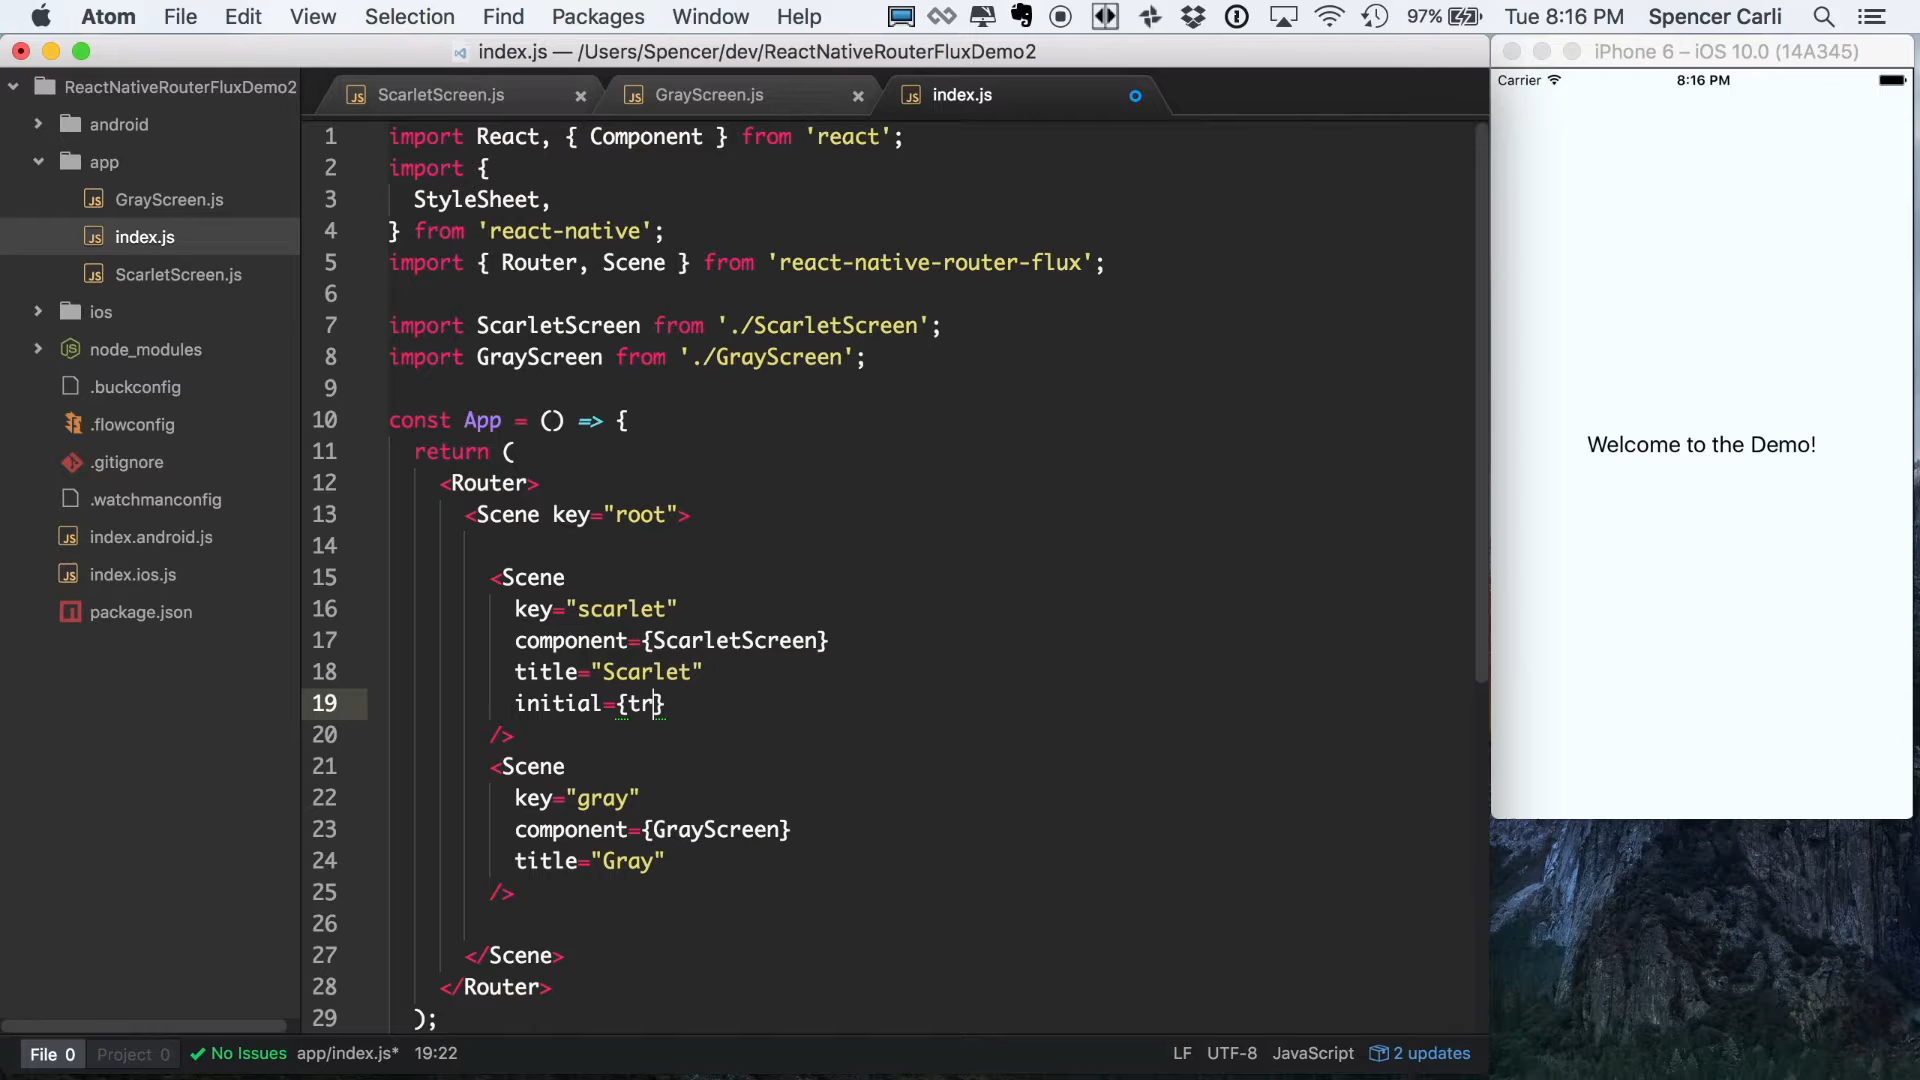 Atom File Edit View Selection Find Packages Window Help 97% Tue 8:16 PM Spencer Carli
index.js — /Users/Spencer/dev/ReactNativeRouterFluxDemo2
ReactNativeRouterFluxDemo2
android
app
GrayScreen.js
index.js
ScarletScreen.js
ios
node_modules
.buckconfig
.flowconfig
.gitignore
.watchmanconfig
index.android.js
index.ios.js
package.json
ScarletScreen.js GrayScreen.js index.js
1 import React, { Component } from 'react';
2 import {
3 StyleSheet,
4 } from 'react-native';
5 import { Router, Scene } from 'react-native-router-flux';
6
7 import ScarletScreen from './ScarletScreen';
8 import GrayScreen from './GrayScreen';
9
10 const App = () => {
11 return (
12 <Router>
13 <Scene key="root">
14
15 <Scene
16 key="scarlet"
17 component={ScarletScreen}
18 title="Scarlet"
19 initial={tr}
20 />
21 <Scene
22 key="gray"
23 component={GrayScreen}
24 title="Gray"
25 />
26
27 </Scene>
28 </Router>
29 );
File 0 Project 0 No Issues app/index.js* 19:22 LF UTF-8 JavaScript 2 updates
iPhone 6 – iOS 10.0 (14A345)
Carrier 8:16 PM
Welcome to the Demo!